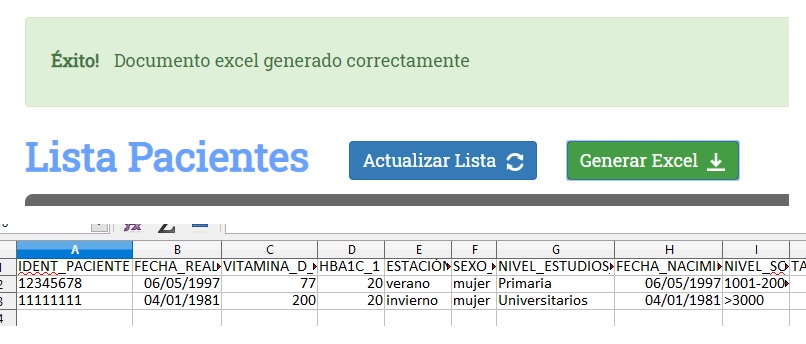 Éxito! Documento excel generado correctamente
Lista Pacientes Actualizar Lista Generar Excel
A B C D E F G H I
1 IDENT_PACIENTE FECHA_REAL VITAMINA_D_ HBA1C_1 ESTACIÓN SEXO_ NIVEL_ESTUDIOS FECHA_NACIMI NIVEL_SO TA
2 12345678 06/05/1997 77 20 verano mujer Primaria 06/05/1997 1001-200
3 11111111 04/01/1981 200 20 invierno mujer Universitarios 04/01/1981 >3000
4